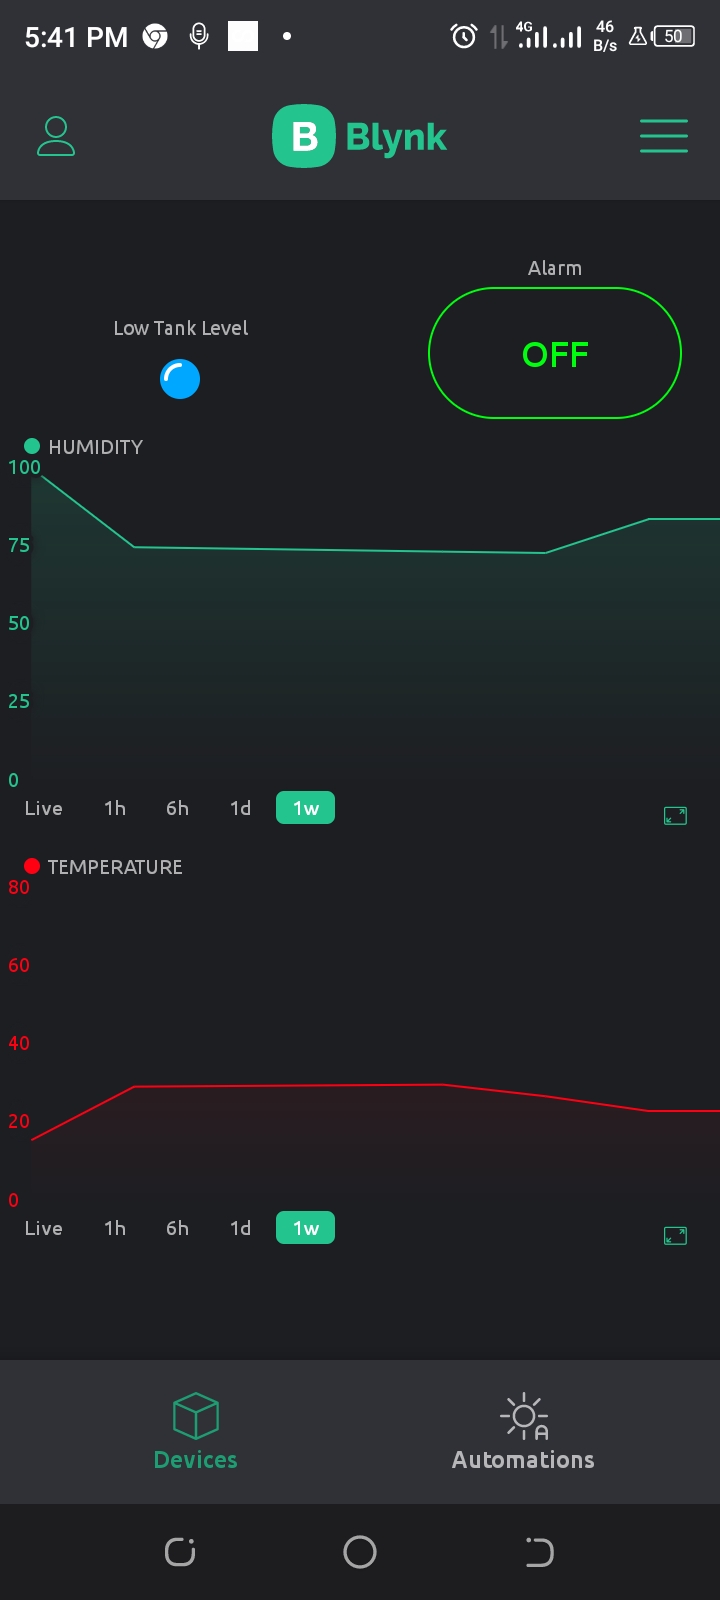 5:41 PM 4G 46 B/s 50
B Blynk
Alarm
Low Tank Level
OFF
HUMIDITY
100
75
50
25
0
Live 1h 6h 1d 1w
TEMPERATURE
80
60
40
20
0
Live 1h 6h 1d 1w
Devices Automations